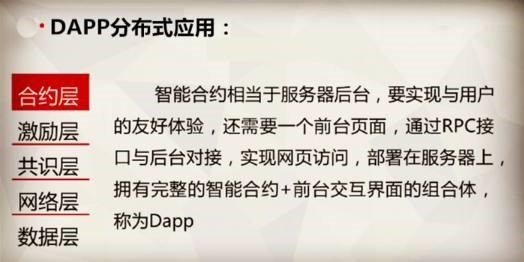 DAPP分布式应用：
合约层
激励层
共识层
网络层
数据层
智能合约相当于服务器后台，要实现与用户
的友好体验，还需要一个前台页面，通过RPC接
口与后台对接，实现网页访问，部署在服务器上，
拥有完整的智能合约+前台交互界面的组合体，
称为Dapp